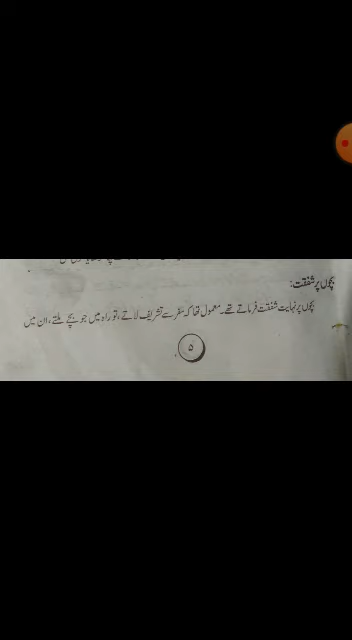 بچوں پر شفقت:
بچوں پر نہایت شفقت فرماتے تھے۔ معمول تھا کہ سفر سے تشریف لاتے، تو راہ میں جو بچے ملتے، ان میں
۵